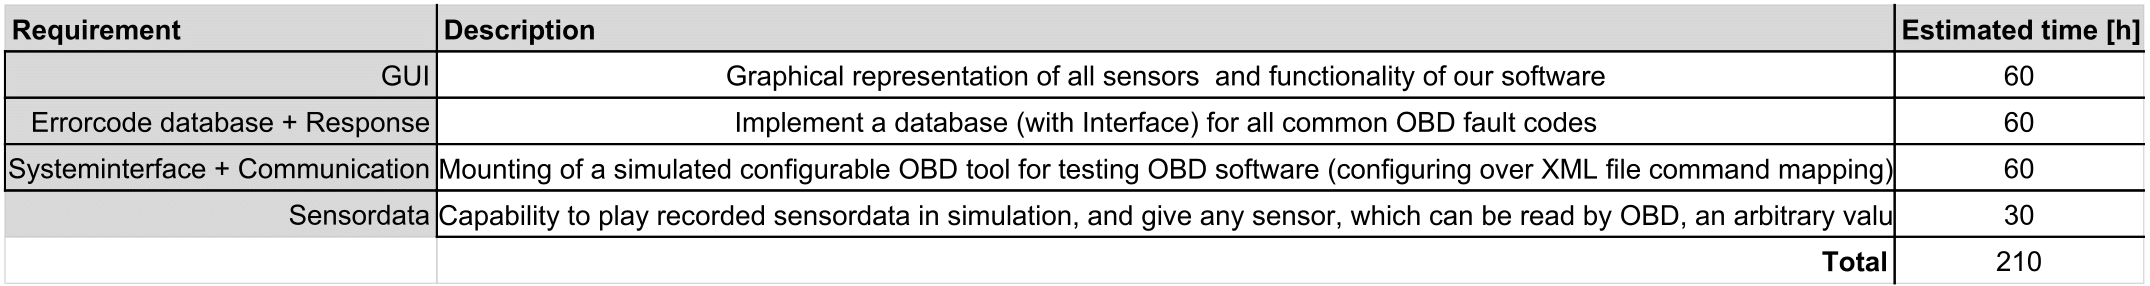 Requirement Description Estimated time [h]
GUI Graphical representation of all sensors and functionality of our software 60
Errorcode database + Response Implement a database (with Interface) for all common OBD fault codes 60
Systeminterface + Communication Mounting of a simulated configurable OBD tool for testing OBD software (configuring over XML file command mapping) 60
Sensordata Capability to play recorded sensordata in simulation, and give any sensor, which can be read by OBD, an arbitrary valu 30
Total 210